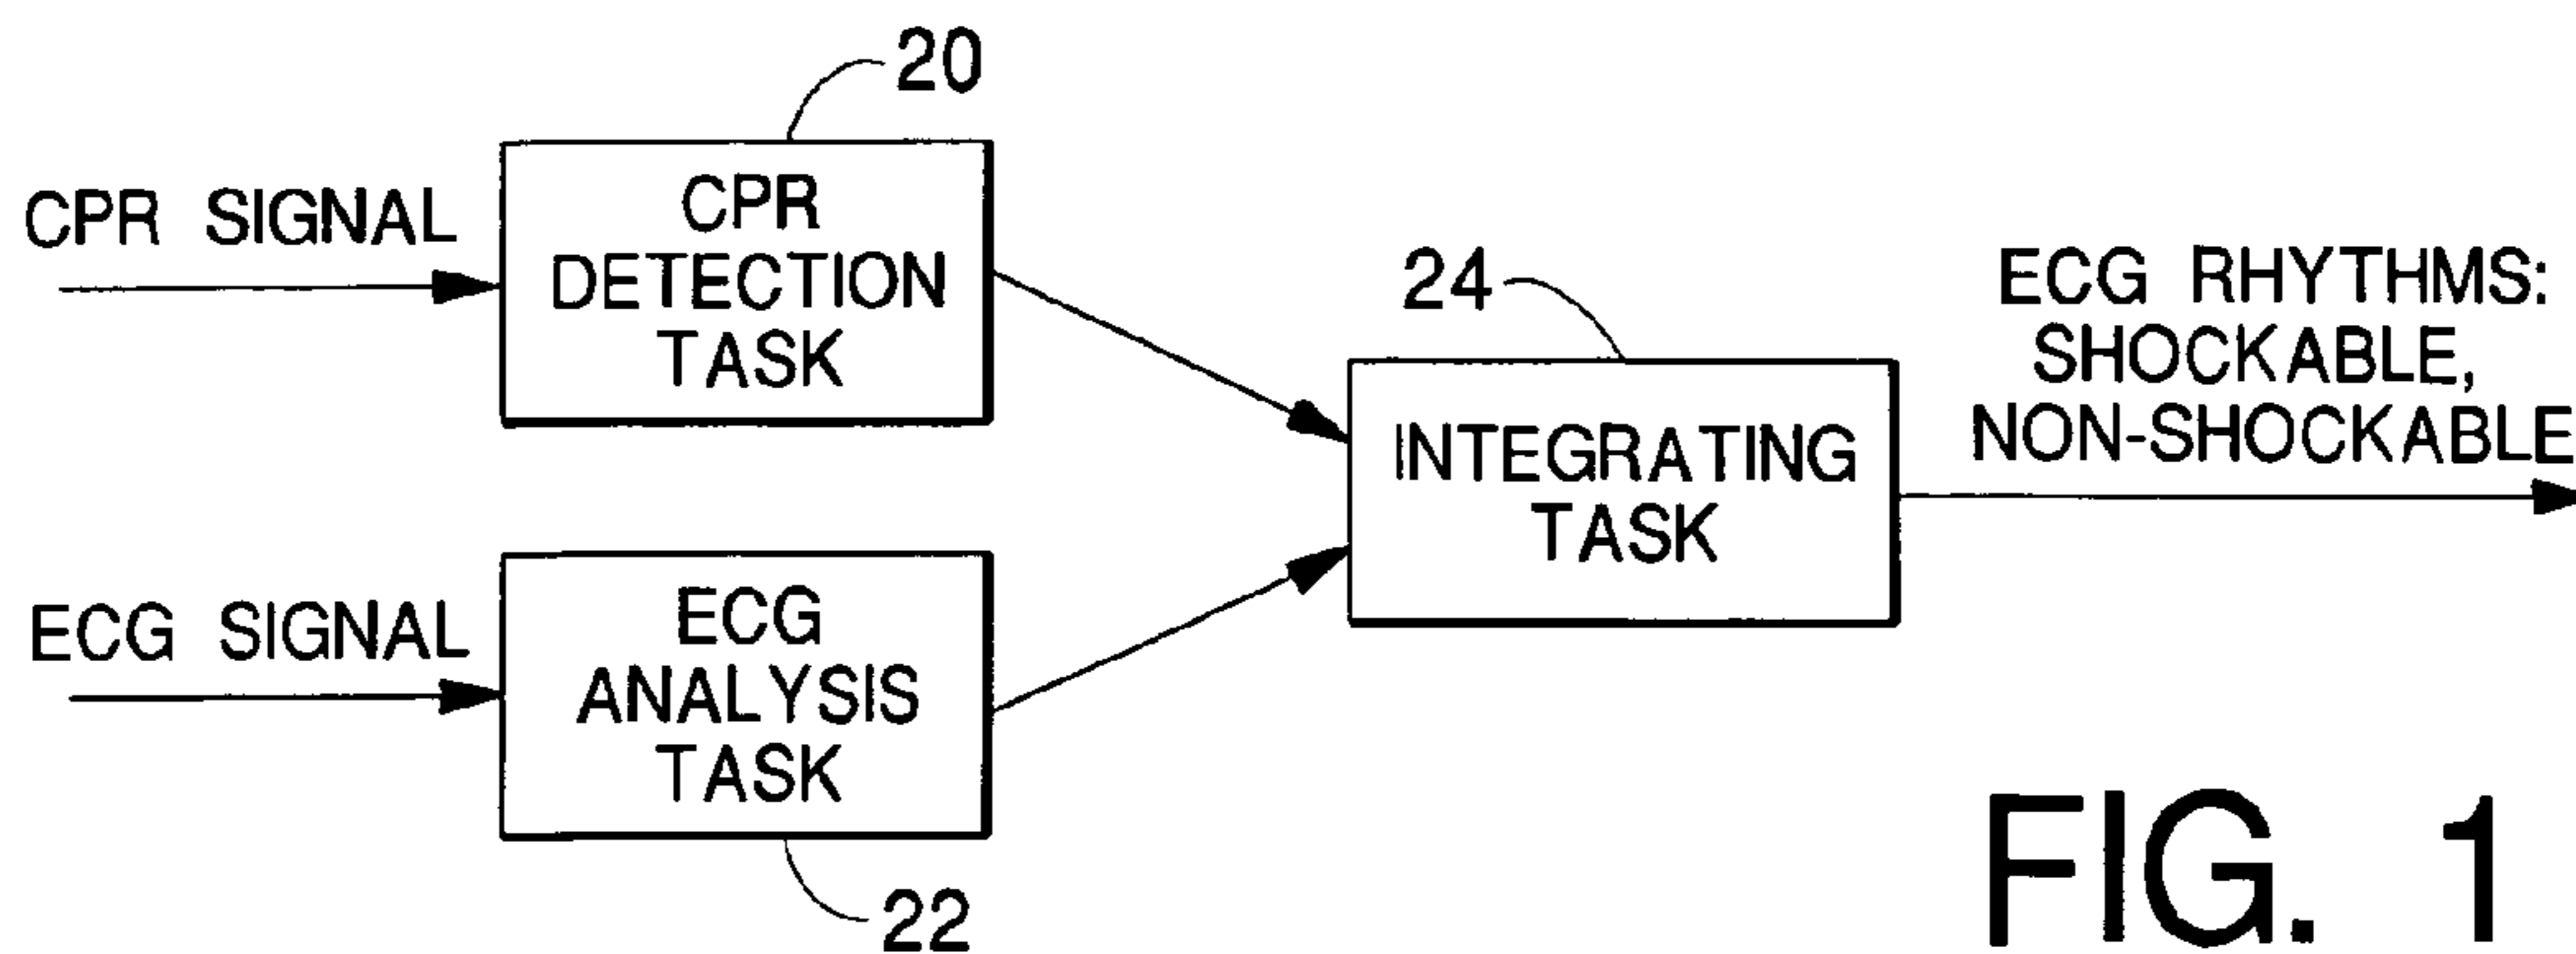 20
CPR SIGNAL
CPR
DETECTION
TASK
24
ECG RHYTHMS:
SHOCKABLE,
NON-SHOCKABLE
INTEGRATING
TASK
ECG SIGNAL
ECG
ANALYSIS
TASK
22
FIG. 1